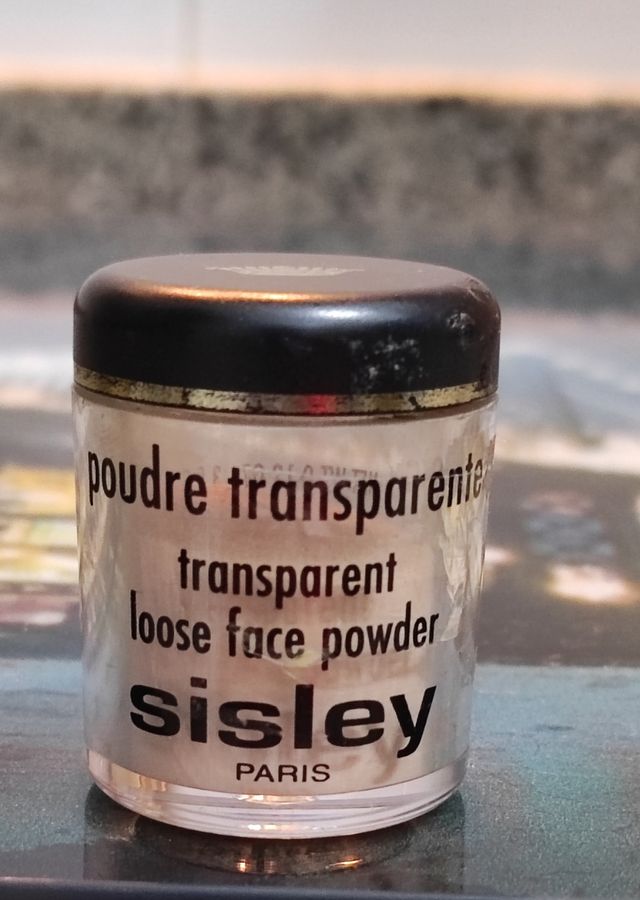 poudre transparente
transparent
loose face powder
sisley
PARIS